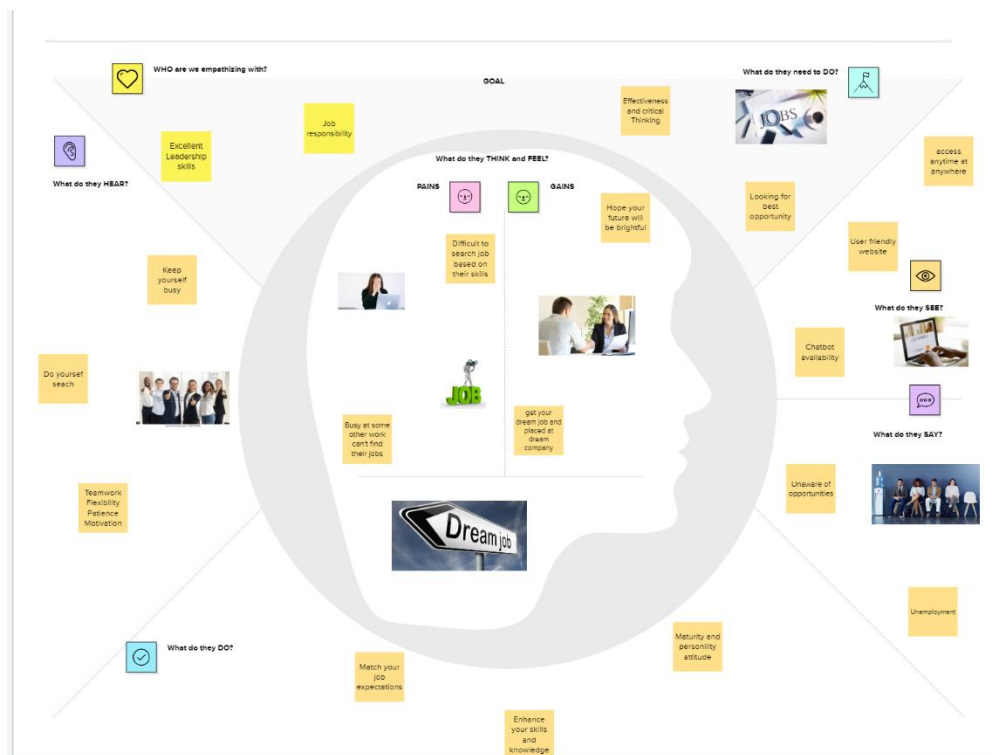 WHO are we empathizing with?
GOAL
What do they need to DO?
Job
responsibility
Effectiveness
and critical
Thinking
JOBS
Excellent
Leadership
skills
access
anytime at
anywhere
What do they HEAR?
What do they THINK and FEEL?
PAINS
GAINS
Looking for
best
opportunity
Hope your
future will
be brightful
User friendly
website
Difficult to
search job
based on
their skills
Keep
yourself
busy
What do they SEE?
Chatbot
availability
Do yoursef
seach
JOB
Busy at some
other work
can't find
their jobs
get your
dream job and
placed at
dream
company
What do they SAY?
Unaware of
opportunities
Teamwork
Flexibility
Patience
Motivation
Dream job
Unemployment
What do they DO?
Maturity and
personility
attitude
Match your
job
expectations
Enhance
your skills
and
knowledge